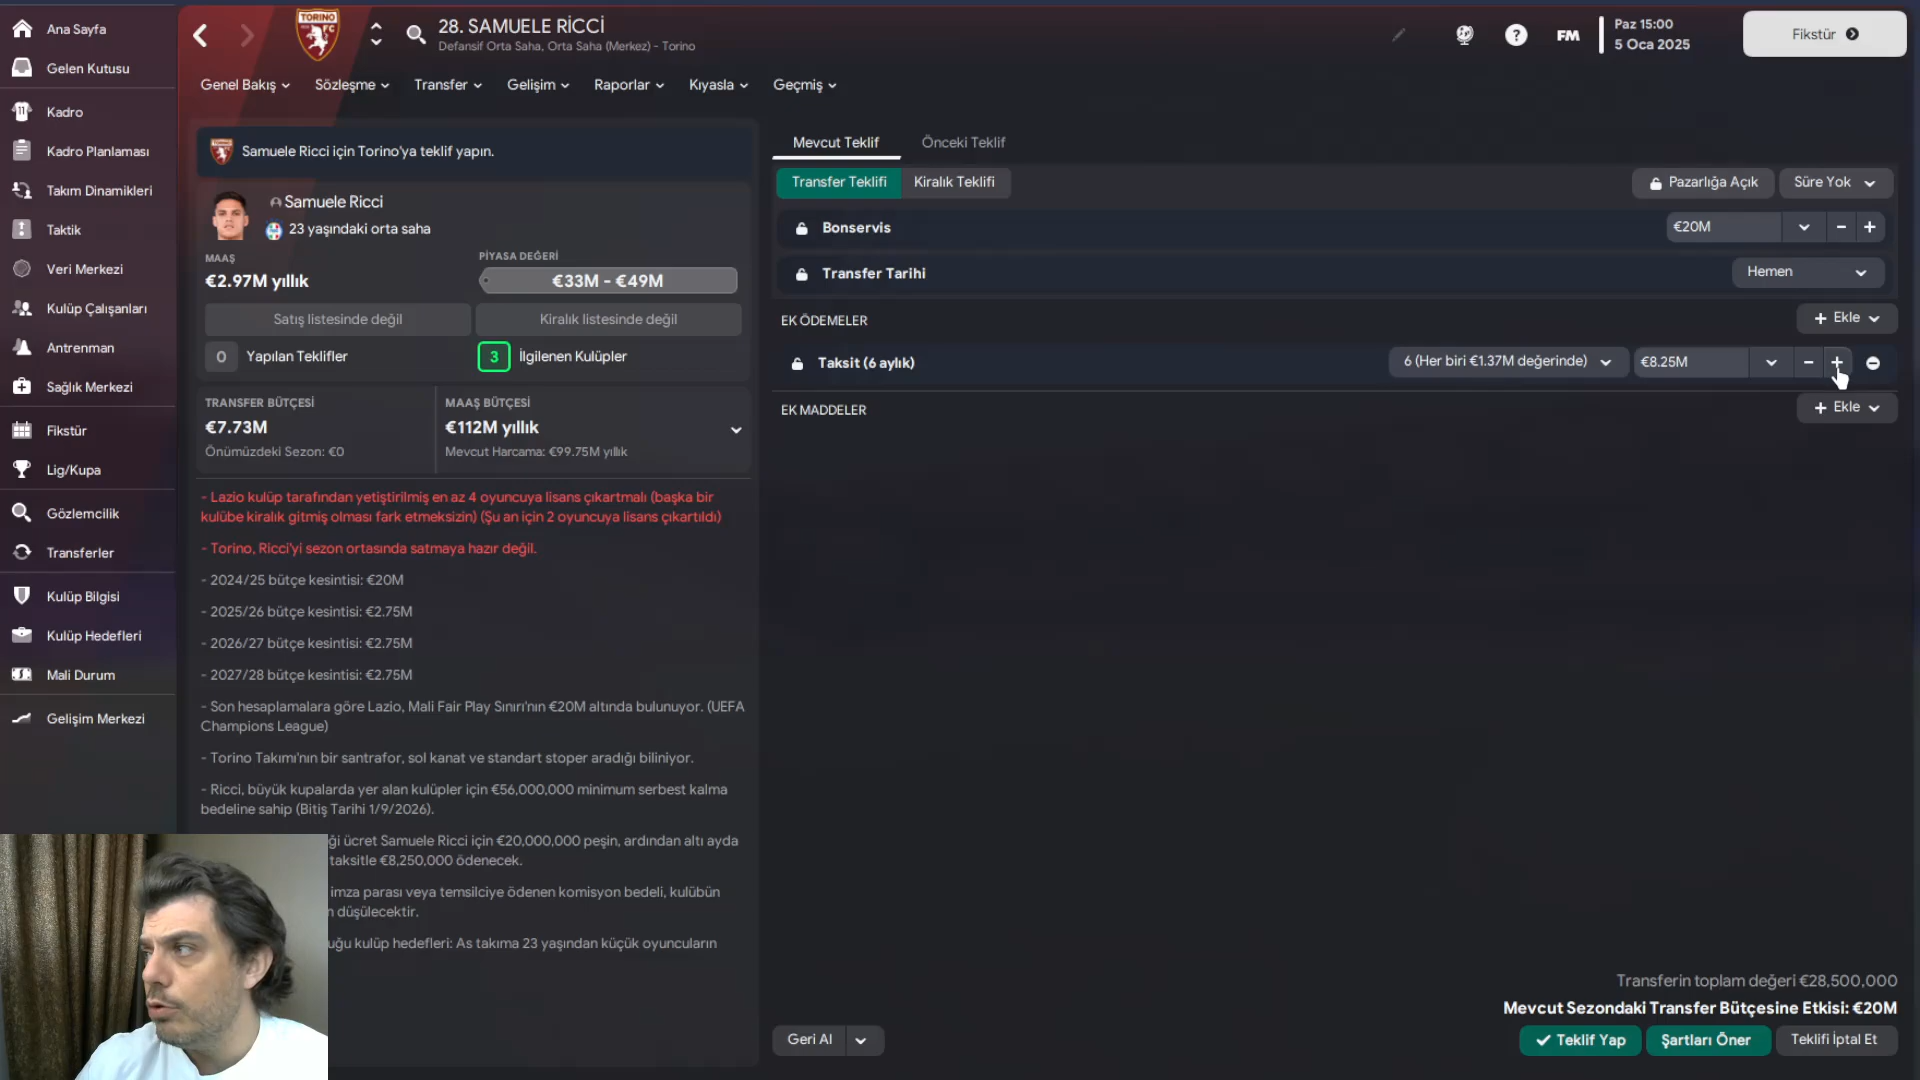 Ana Sayfa
Gelen Kutusu
Kadro
Kadro Planlaması
Takım Dinamikleri
Taktik
Veri Merkezi
Kulüp Çalışanları
Antrenman
Sağlık Merkezi
Fikstür
Lig/Kupa
Gözlemcilik
Transferler
Kulüp Bilgisi
Kulüp Hedefleri
Mali Durum
Gelişim Merkezi
TORINO FC
28. SAMUELE RİCCİ
Defansif Orta Saha, Orta Saha (Merkez) - Torino
FM
Paz 15:00
5 Oca 2025
Fikstür
Genel Bakış
Sözleşme
Transfer
Gelişim
Raporlar
Kıyasla
Geçmiş
Samuele Ricci için Torino'ya teklif yapın.
Samuele Ricci
23 yaşındaki orta saha
MAAŞ
€2.97M yıllık
PİYASA DEĞERİ
€33M - €49M
Satış listesinde değil
Kiralık listesinde değil
0 Yapılan Teklifler
3 İlgilenen Kulüpler
TRANSFER BÜTÇESİ
€7.73M
Önümüzdeki Sezon: €0
MAAŞ BÜTÇESİ
€112M yıllık
Mevcut Harcama: €99.75M yıllık
- Lazio kulüp tarafından yetiştirilmiş en az 4 oyuncuya lisans çıkartmalı (başka bir
kulübe kiralık gitmiş olması fark etmeksizin) (Şu an için 2 oyuncuya lisans çıkartıldı)
- Torino, Ricci'yi sezon ortasında satmaya hazır değil.
- 2024/25 bütçe kesintisi: €20M
- 2025/26 bütçe kesintisi: €2.75M
- 2026/27 bütçe kesintisi: €2.75M
- 2027/28 bütçe kesintisi: €2.75M
- Son hesaplamalara göre Lazio, Mali Fair Play Sınırı'nın €20M altında bulunuyor. (UEFA
Champions League)
- Torino Takımı'nın bir santrafor, sol kanat ve standart stoper aradığı biliniyor.
- Ricci, büyük kupalarda yer alan kulüpler için €56,000,000 minimum serbest kalma
bedeline sahip (Bitiş Tarihi 1/9/2026).
ücret Samuele Ricci için €20,000,000 peşin, ardından altı ayda
taksitle €8,250,000 ödenecek.
imza parası veya temsilciye ödenen komisyon bedeli, kulübün
düşülecektir.
kulüp hedefleri: As takıma 23 yaşından küçük oyuncuların
Mevcut Teklif
Önceki Teklif
Transfer Teklifi
Kiralık Teklifi
Pazarlığa Açık
Süre Yok
Bonservis
€20M
Transfer Tarihi
Hemen
EK ÖDEMELER
+ Ekle
Taksit (6 aylık)
6 (Her biri €1.37M değerinde)
€8.25M
EK MADDELER
+ Ekle
Transferin toplam değeri €28,500,000
Mevcut Sezondaki Transfer Bütçesine Etkisi: €20M
Geri Al
Teklif Yap
Şartları Öner
Teklifi İptal Et